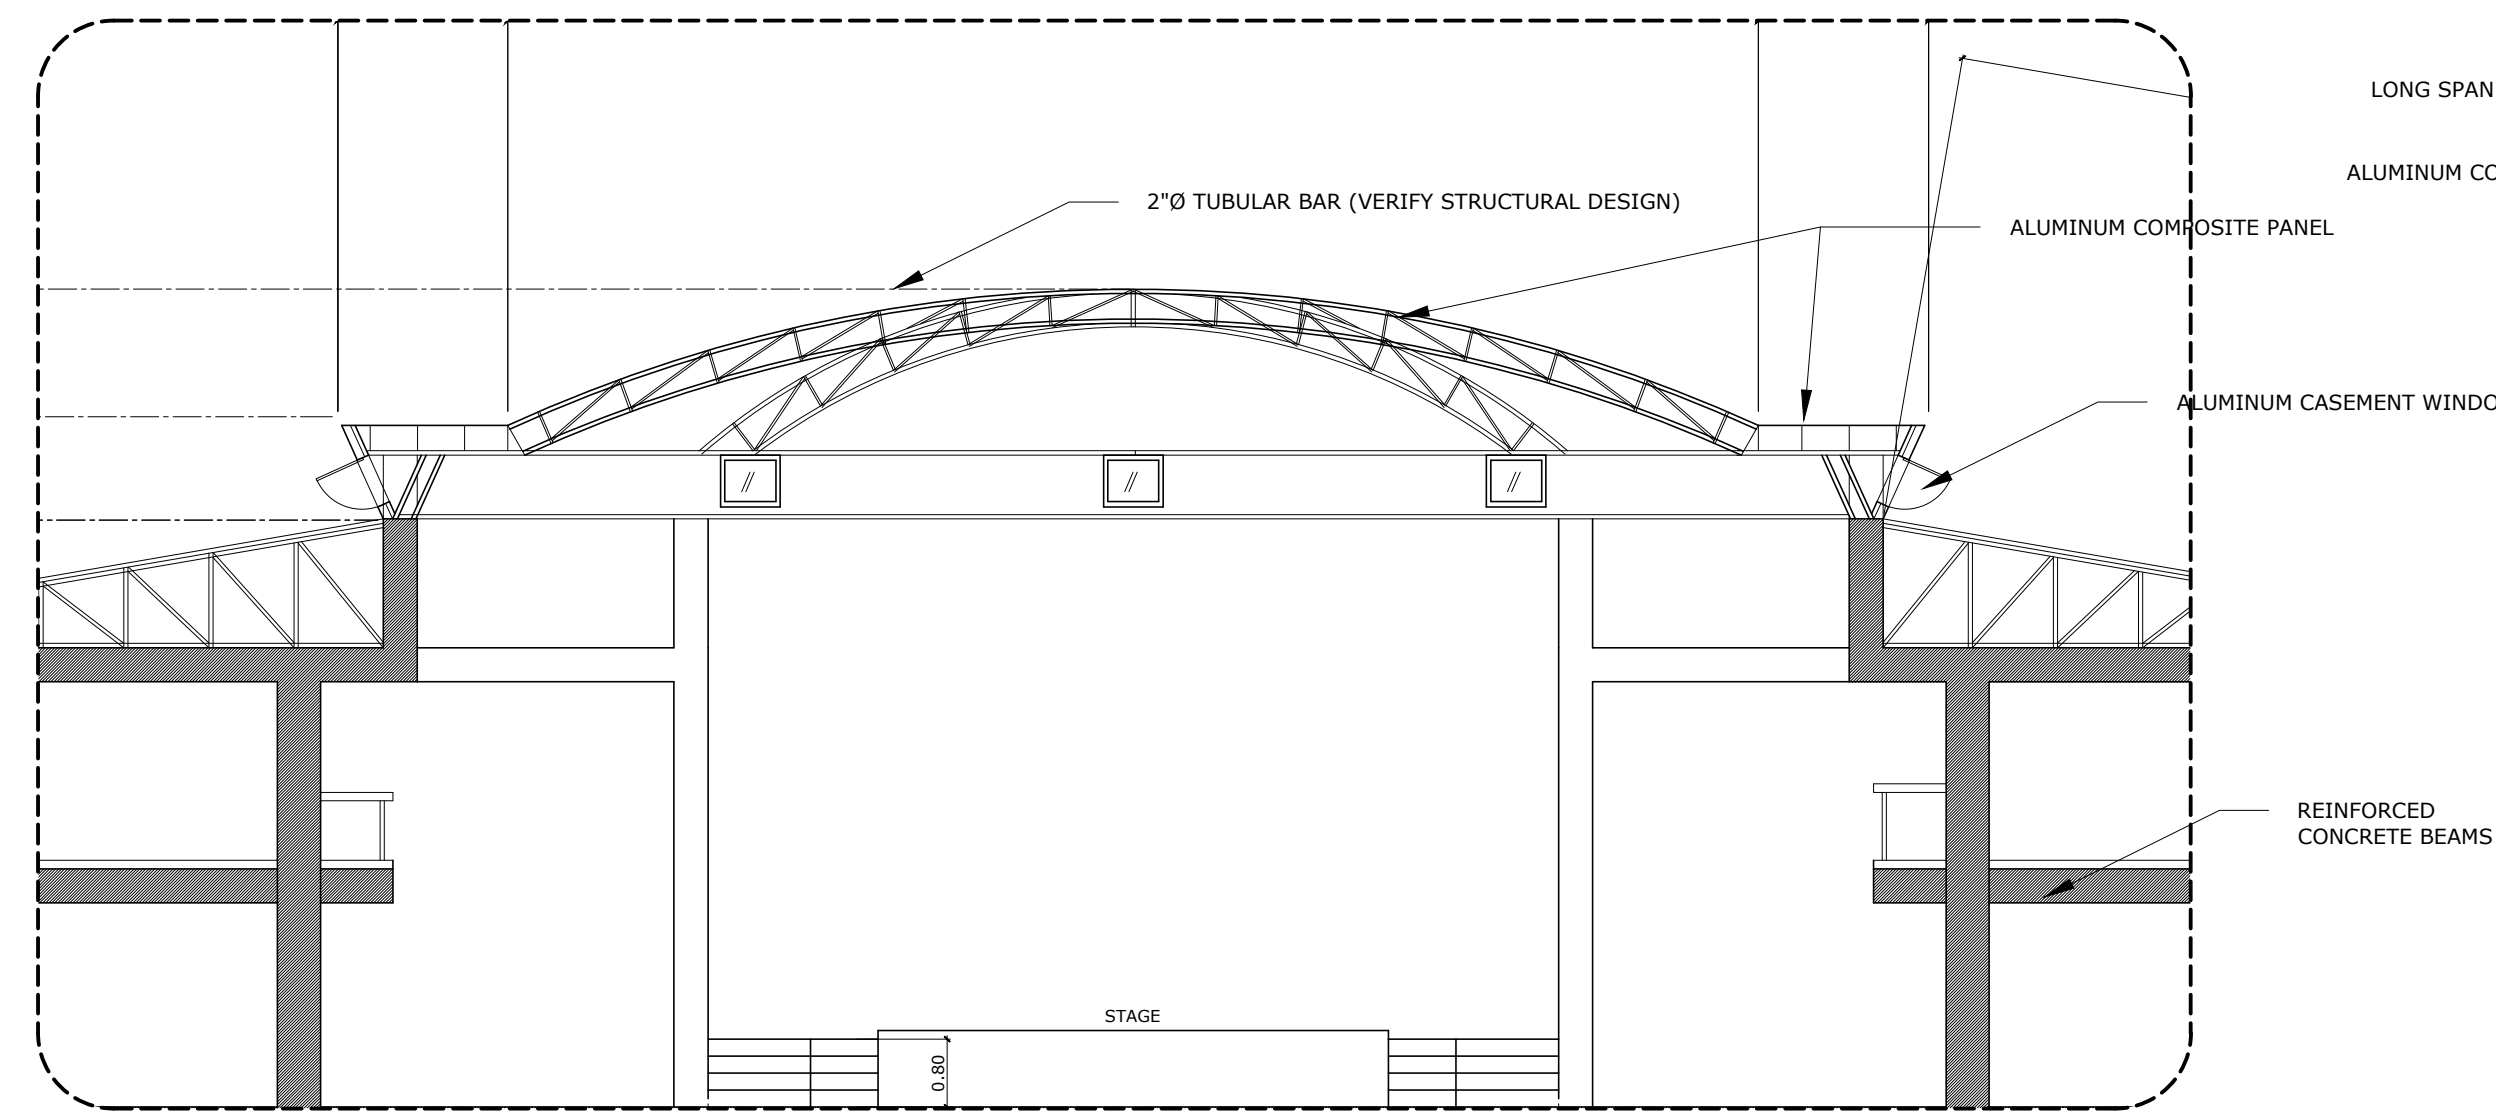 LONG SPAN
ALUMINUM CO
2"Ø TUBULAR BAR (VERIFY STRUCTURAL DESIGN)
ALUMINUM COMPOSITE PANEL
ALUMINUM CASEMENT WINDO
REINFORCED
CONCRETE BEAMS
STAGE
0.80